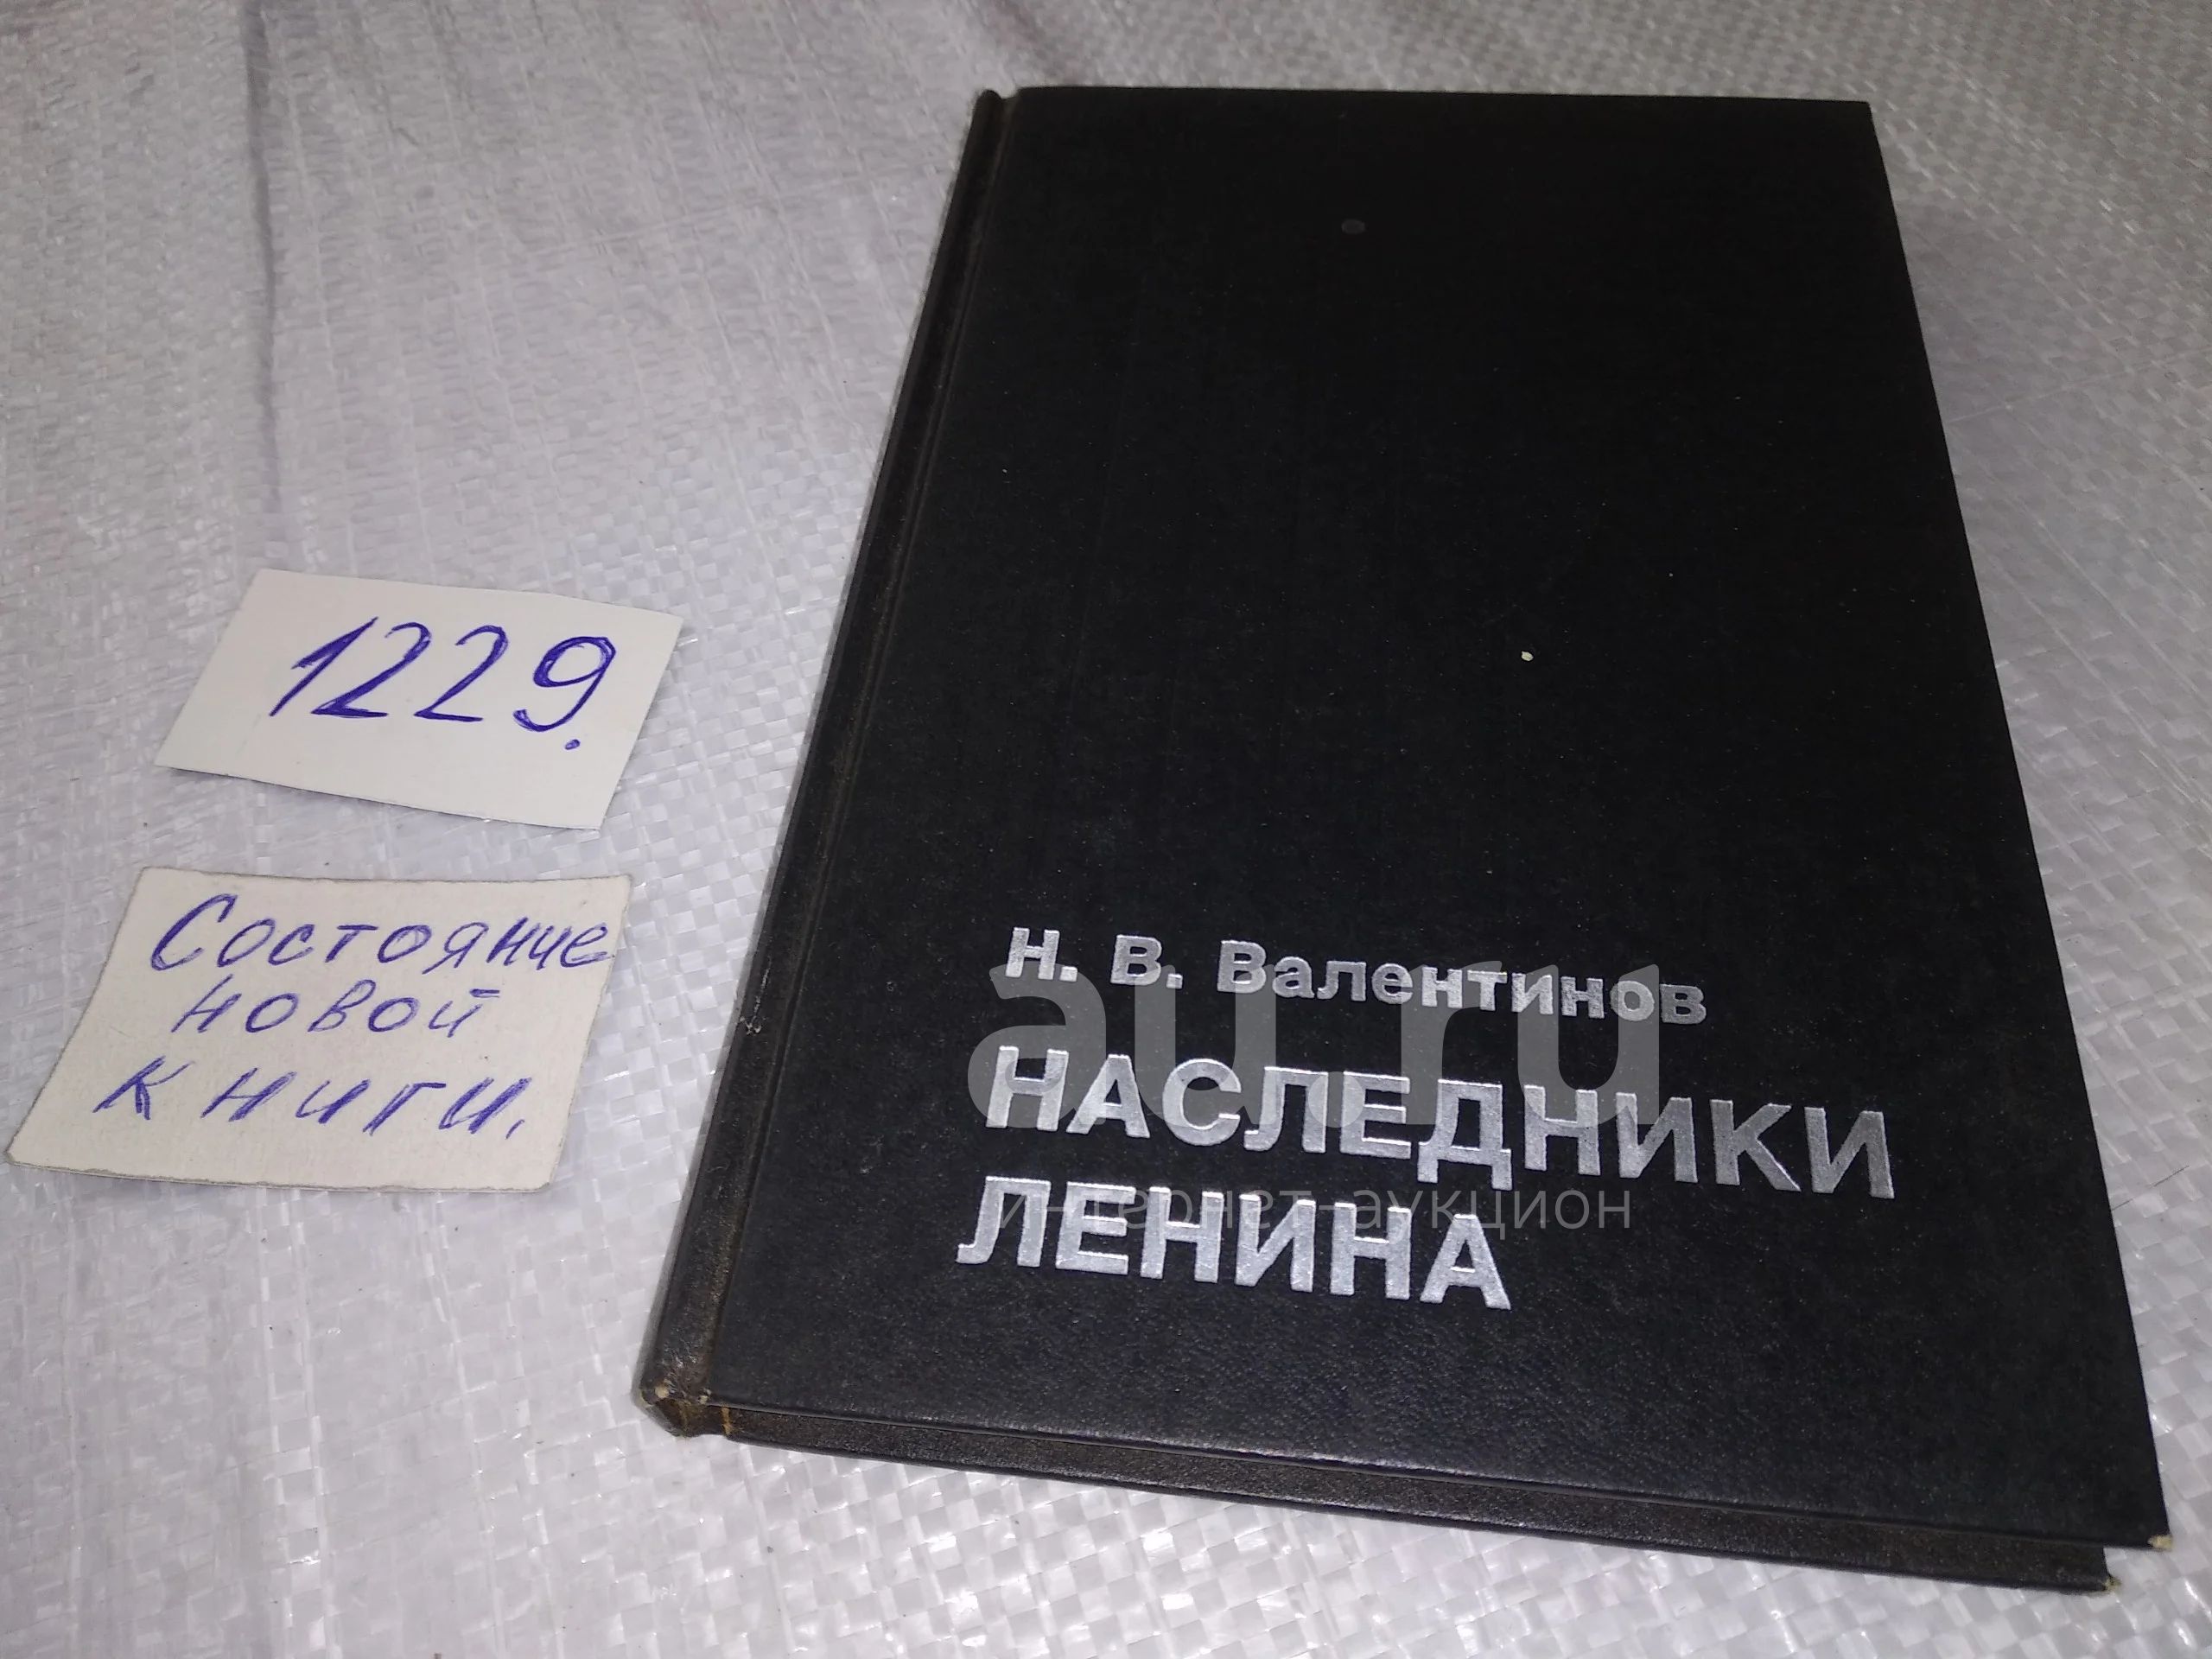 1229.
Состояние
новой
книги.
Н. В. Валентинов
НАСЛЕДНИКИ
ЛЕНИНА
au.ru
интернет-аукцион